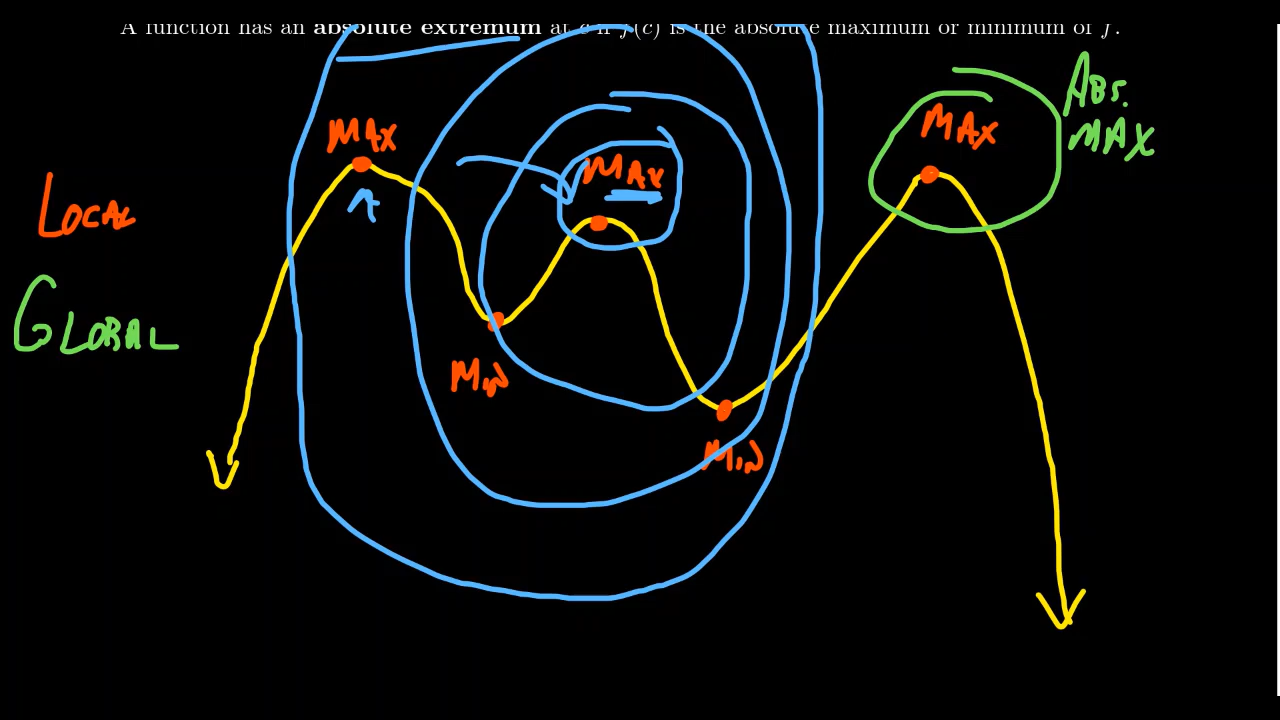 A function has an absolute extremum at c if f(c) is the absolute maximum or minimum of f.
ABS.
MAX
MAX
MAX
MAX
LOCAL
GLOBAL
MIN
MIN